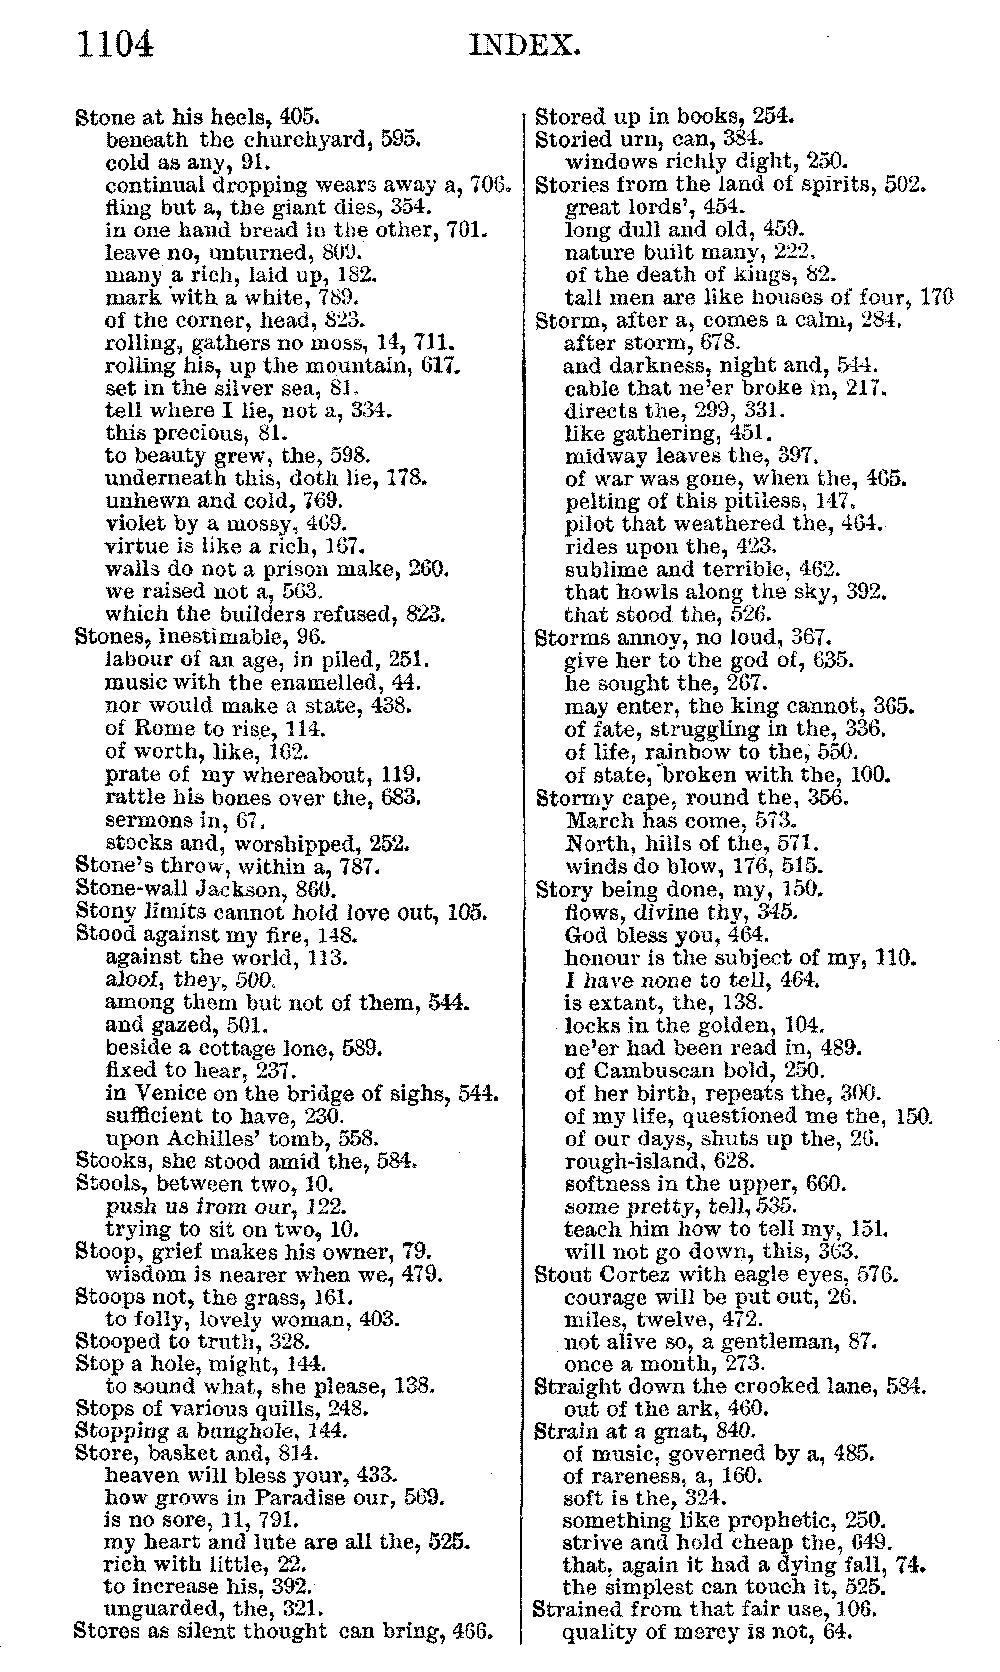 1104
INDEX.
Stone at his heels, 405.
beneath the churchyard, 595.
cold as any, 91.
continual dropping wears away a, 706.
fling but a, the giant dies, 354.
in one hand bread in the other, 701.
leave no, unturned, 809.
many a rich, laid up, 182.
mark with a white, 789.
of the corner, head, 823.
rolling, gathers no moss, 14, 711.
rolling his, up the mountain, 617.
set in the silver sea, 81.
tell where I lie, not a, 334.
this precious, 81.
to beauty grew, the, 598.
underneath this, doth lie, 178.
unhewn and cold, 769.
violet by a mossy, 469.
virtue is like a rich, 167.
walls do not a prison make, 260.
we raised not a, 563.
which the builders refused, 823.
Stones, inestimable, 96.
labour of an age, in piled, 251.
music with the enamelled, 44.
nor would make a state, 438.
of Rome to rise, 114.
of worth, like, 162.
prate of my whereabout, 119.
rattle his bones over the, 683.
sermons in, 67.
stocks and, worshipped, 252.
Stone's throw, within a, 787.
Stone-wall Jackson, 860.
Stony limits cannot hold love out, 105.
Stood against my fire, 148.
against the world, 113.
aloof, they, 500.
among them but not of them, 544.
and gazed, 501.
beside a cottage lone, 589.
fixed to hear, 237.
in Venice on the bridge of sighs, 544.
sufficient to have, 230.
upon Achilles' tomb, 558.
Stooks, she stood amid the, 584.
Stools, between two, 10.
push us from our, 122.
trying to sit on two, 10.
Stoop, grief makes his owner, 79.
wisdom is nearer when we, 479.
Stoops not, the grass, 161.
to folly, lovely woman, 403.
Stooped to truth, 328.
Stop a hole, might, 144.
to sound what, she please, 138.
Stops of various quills, 248.
Stopping a bunghole, 144.
Store, basket and, 814.
heaven will bless your, 433.
how grows in Paradise our, 569.
is no sore, 11, 791.
my heart and lute are all the, 525.
rich with little, 22.
to increase his, 392.
unguarded, the, 321.
Stores as silent thought can bring, 466.
Stored up in books, 254.
Storied urn, can, 384.
windows richly dight, 250.
Stories from the land of spirits, 502.
great lords', 454.
long dull and old, 459.
nature built many, 222.
of the death of kings, 82.
tall men are like houses of four, 170
Storm, after a, comes a calm, 284.
after storm, 678.
and darkness, night and, 544.
cable that ne'er broke in, 217.
directs the, 299, 331.
like gathering, 451.
midway leaves the, 397.
of war was gone, when the, 465.
pelting of this pitiless, 147.
pilot that weathered the, 464.
rides upon the, 423.
sublime and terrible, 462.
that howls along the sky, 392.
that stood the, 526.
Storms annoy, no loud, 367.
give her to the god of, 635.
he sought the, 267.
may enter, the king cannot, 365.
of fate, struggling in the, 336.
of life, rainbow to the, 550.
of state, broken with the, 100.
Stormy cape, round the, 356.
March has come, 573.
North, hills of the, 571.
winds do blow, 176, 515.
Story being done, my, 150.
flows, divine thy, 345.
God bless you, 464.
honour is the subject of my, 110.
I have none to tell, 464.
is extant, the, 138.
locks in the golden, 104.
ne'er had been read in, 489.
of Cambuscan bold, 250.
of her birth, repeats the, 300.
of my life, questioned me the, 150.
of our days, shuts up the, 26.
rough-island, 628.
softness in the upper, 660.
some pretty, tell, 535.
teach him how to tell my, 151.
will not go down, this, 363.
Stout Cortez with eagle eyes, 576.
courage will be put out, 26.
miles, twelve, 472.
not alive so, a gentleman, 87.
once a month, 273.
Straight down the crooked lane, 584.
out of the ark, 460.
Strain at a gnat, 840.
of music, governed by a, 485.
of rareness, a, 160.
soft is the, 324.
something like prophetic, 250.
strive and hold cheap the, 649.
that, again it had a dying fall, 74.
the simplest can touch it, 525.
Strained from that fair use, 106.
quality of mercy is not, 64.